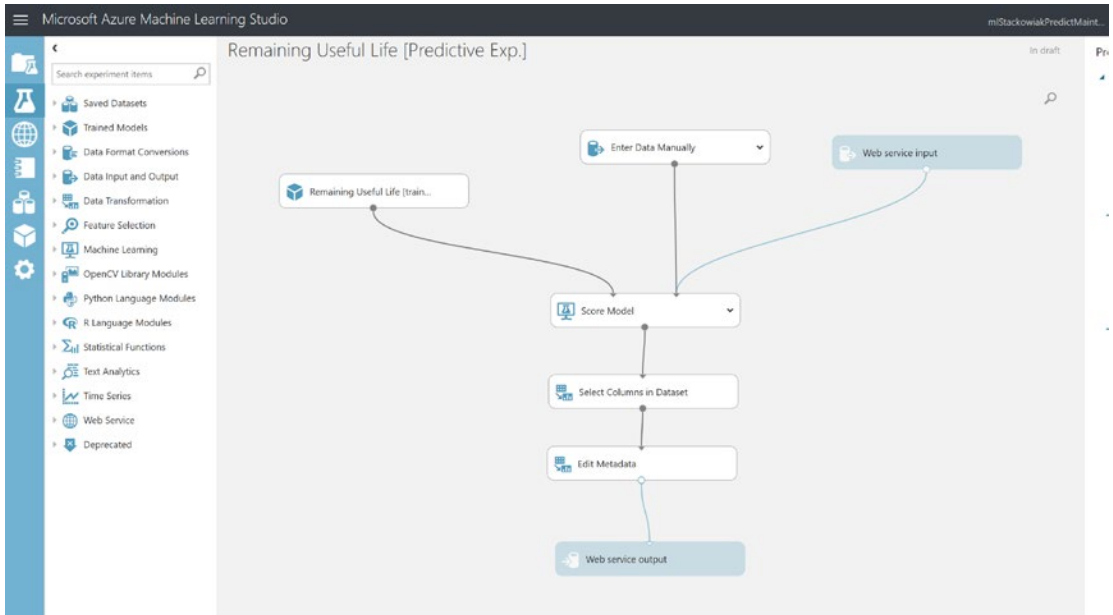 Microsoft Azure Machine Learning Studio
mlStackowiakPredictMaint...
Search experiment items
Saved Datasets
Trained Models
Data Format Conversions
Data Input and Output
Data Transformation
Feature Selection
Machine Learning
OpenCV Library Modules
Python Language Modules
R Language Modules
Statistical Functions
Text Analytics
Time Series
Web Service
Deprecated
Remaining Useful Life [Predictive Exp.]
In draft
Pr
Enter Data Manually
Web service input
Remaining Useful Life [train...
Score Model
Select Columns in Dataset
Edit Metadata
Web service output